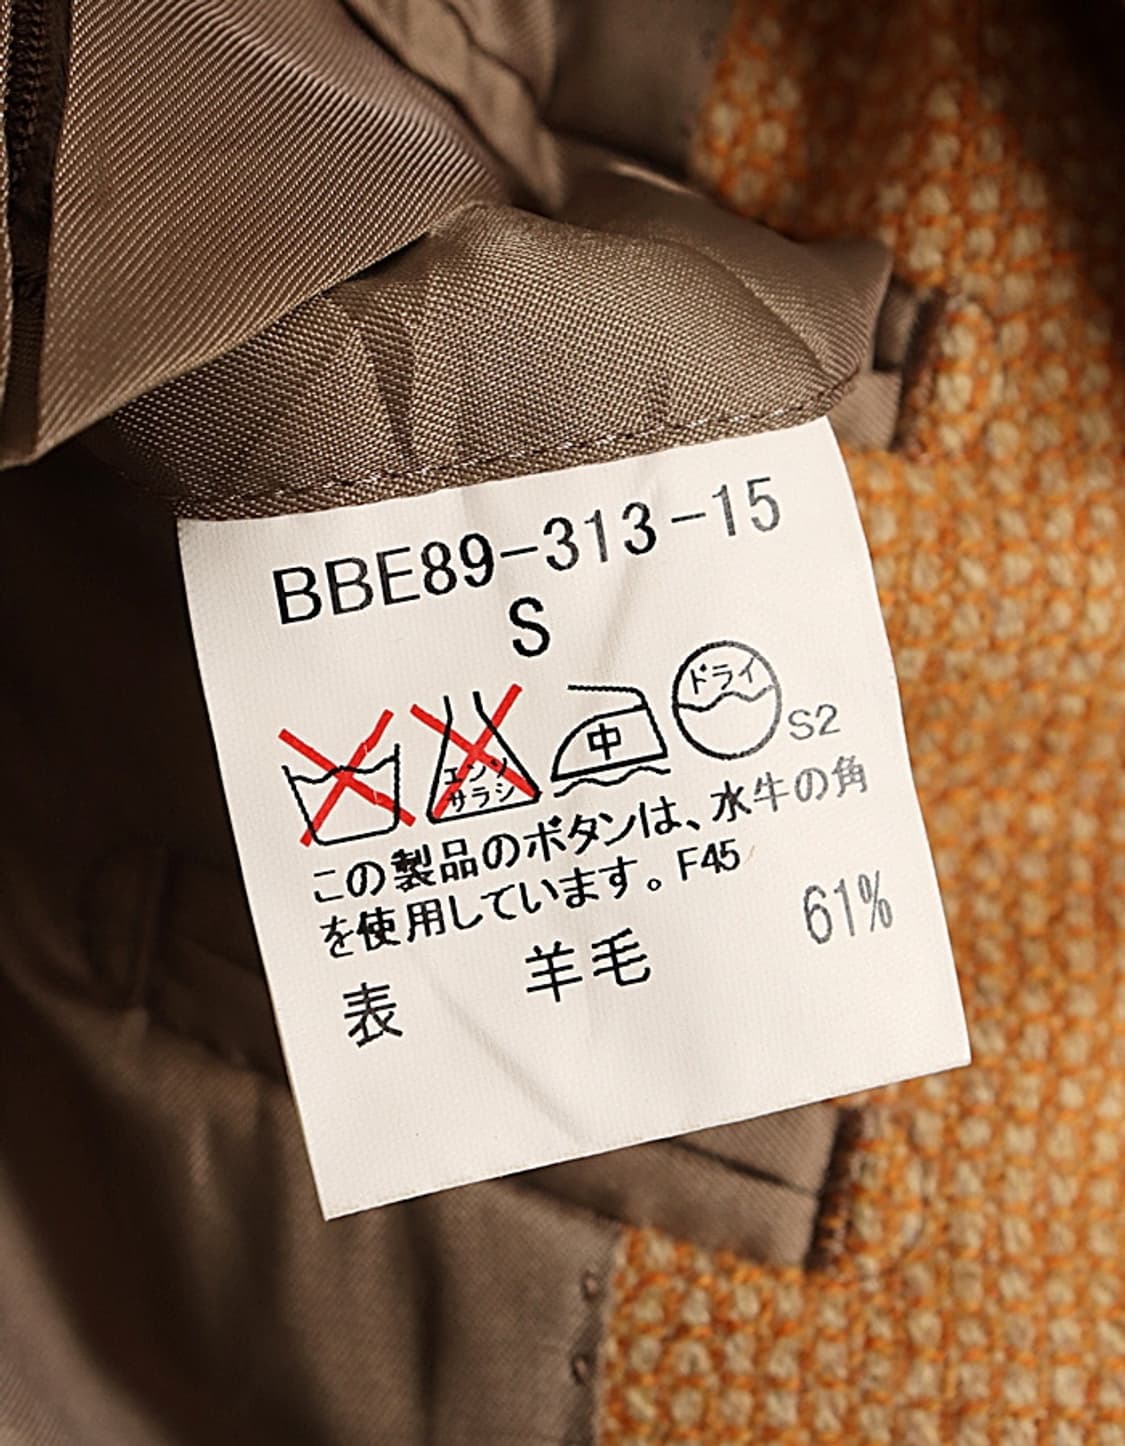 BBE89-313-15
S
エンソ
サラシ
中
ドライ
S2
この製品のボタンは、水牛の角
を使用しています。F45
表 羊毛 61%